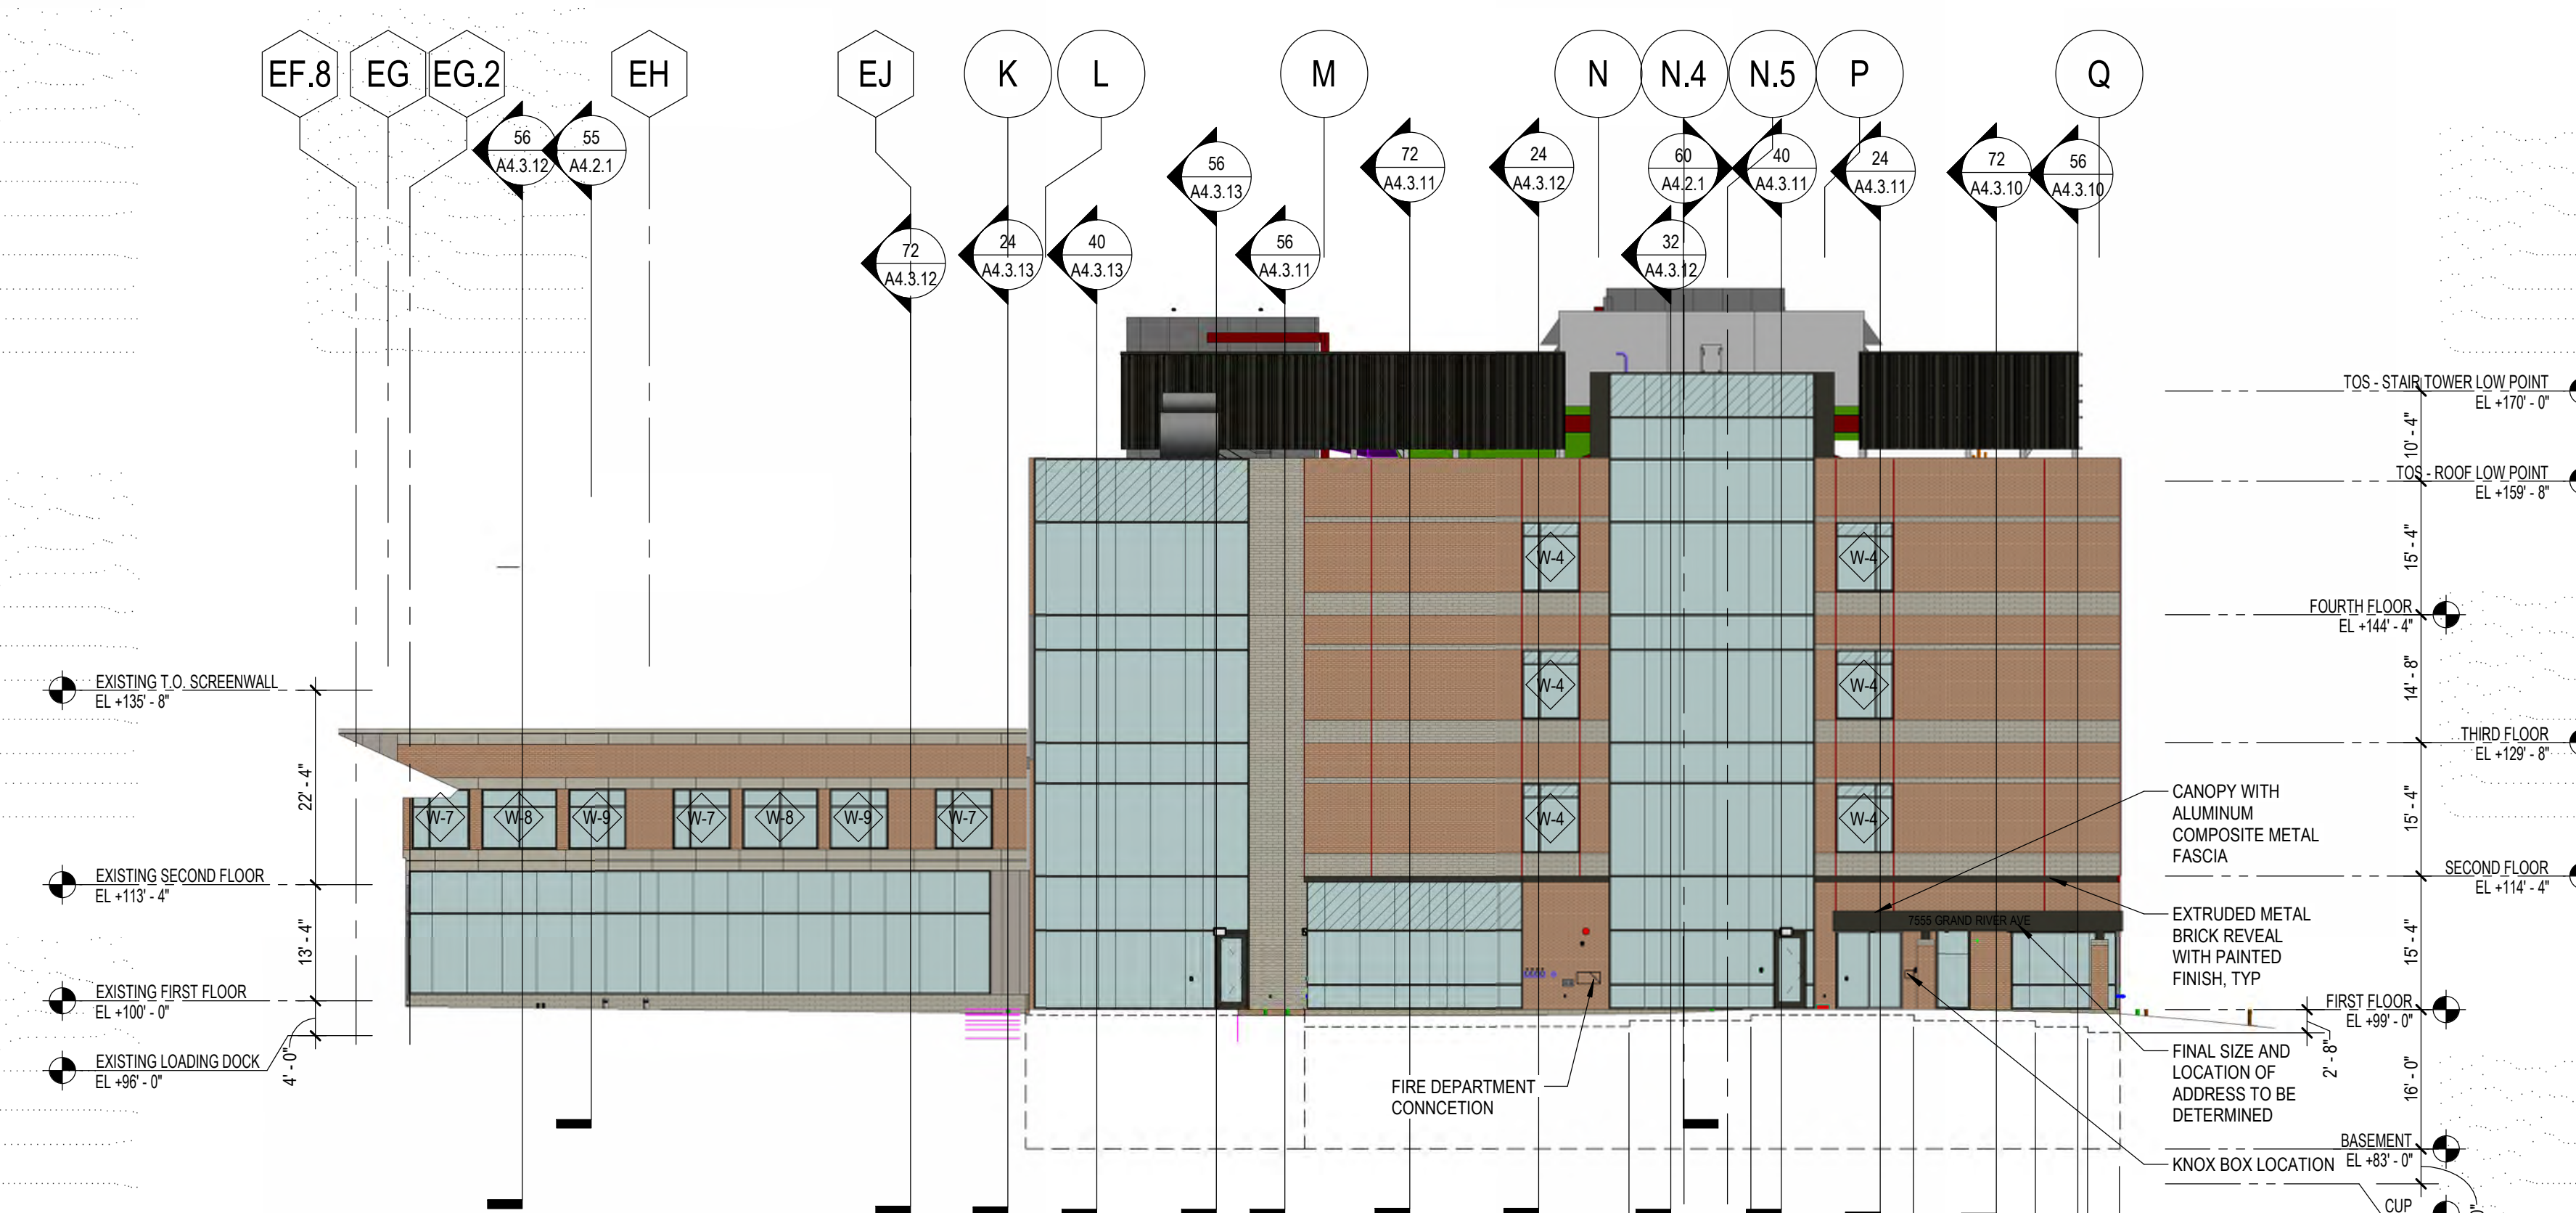 EF.8 EG EG.2 EH EJ K L M N N.4 N.5 P Q
56
A4.3.12
55
A4.2.1
72
A4.3.12
24
A4.3.13
40
A4.3.13
56
A4.3.13
56
A4.3.11
72
A4.3.11
24
A4.3.12
60
A4.2.1
32
A4.3.12
40
A4.3.11
24
A4.3.11
72
A4.3.10
56
A4.3.10
TOS - STAIR TOWER LOW POINT
EL +170' - 0"
10' - 4"
TOS - ROOF LOW POINT
EL +159' - 8"
15' - 4"
FOURTH FLOOR
EL +144' - 4"
14' - 8"
THIRD FLOOR
EL +129' - 8"
15' - 4"
SECOND FLOOR
EL +114' - 4"
15' - 4"
FIRST FLOOR
EL +99' - 0"
2' - 8"
16' - 0"
BASEMENT
EL +83' - 0"
CUP
EXISTING T.O. SCREENWALL
EL +135' - 8"
22' - 4"
EXISTING SECOND FLOOR
EL +113' - 4"
13' - 4"
EXISTING FIRST FLOOR
EL +100' - 0"
4' - 0"
EXISTING LOADING DOCK
EL +96' - 0"
W-7 W-8 W-9 W-7 W-8 W-9 W-7
W-4 W-4
W-4 W-4
W-4 W-4
7555 GRAND RIVER AVE
CANOPY WITH
ALUMINUM
COMPOSITE METAL
FASCIA
EXTRUDED METAL
BRICK REVEAL
WITH PAINTED
FINISH, TYP
FINAL SIZE AND
LOCATION OF
ADDRESS TO BE
DETERMINED
KNOX BOX LOCATION
FIRE DEPARTMENT
CONNCETION